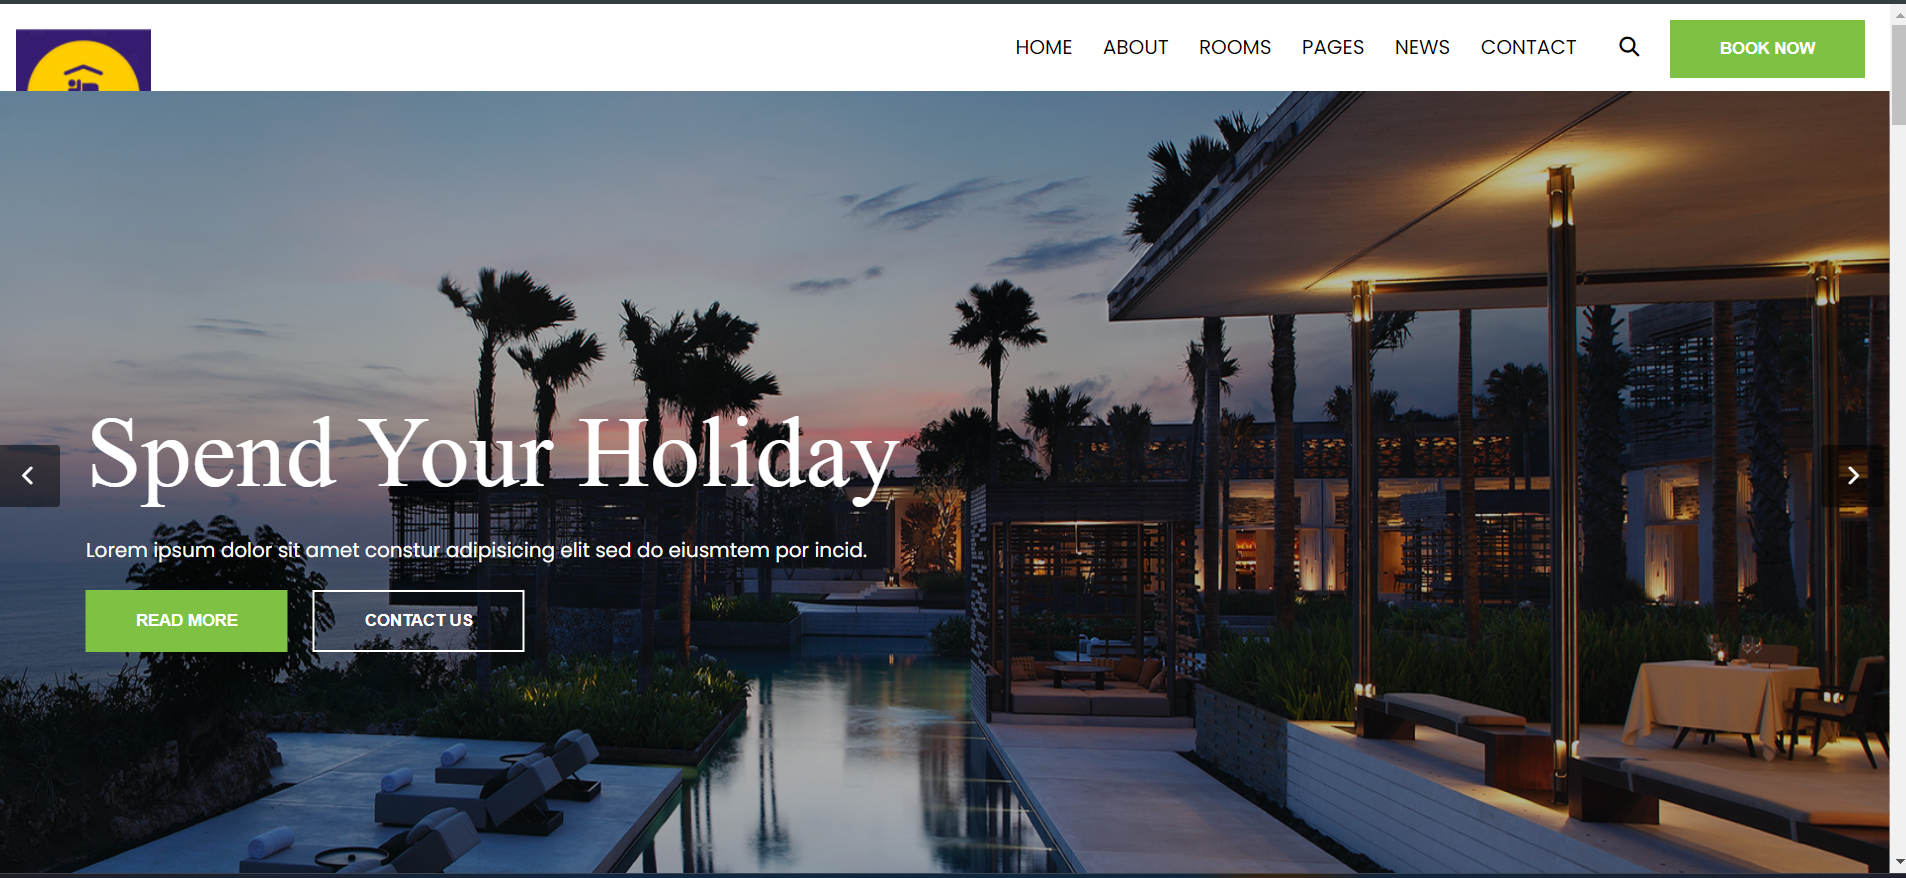 HOME ABOUT ROOMS PAGES NEWS CONTACT BOOK NOW
Spend Your Holiday
Lorem ipsum dolor sit amet constur adipisicing elit sed do eiusmtem por incid.
READ MORE CONTACT US